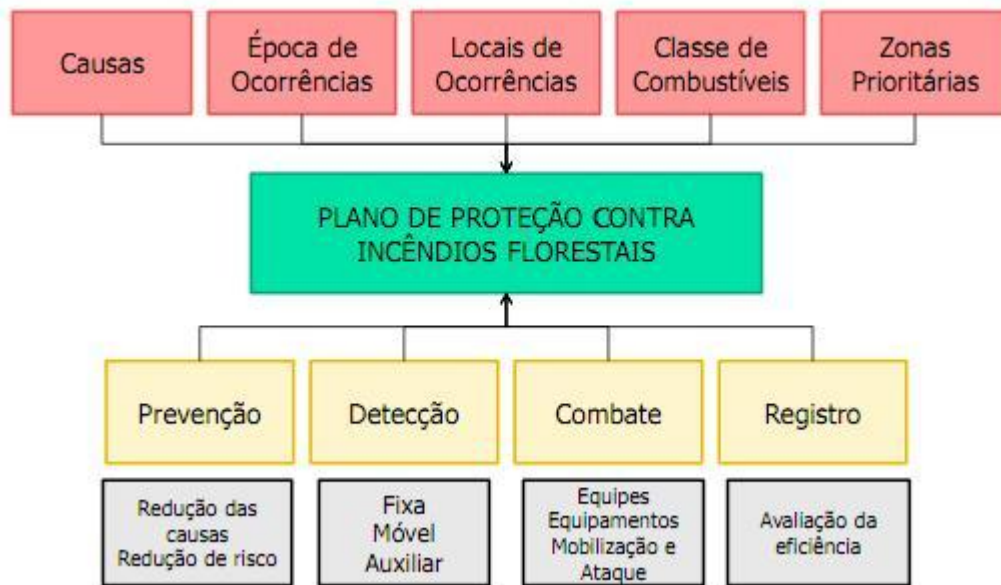 Causas
Época de
Ocorrências
Locais de
Ocorrências
Classe de
Combustíveis
Zonas
Prioritárias
PLANO DE PROTEÇÃO CONTRA
INCÊNDIOS FLORESTAIS
Prevenção
Detecção
Combate
Registro
Redução das
causas
Redução de risco
Fixa
Móvel
Auxiliar
Equipes
Equipamentos
Mobilização e
Ataque
Avaliação da
eficiência